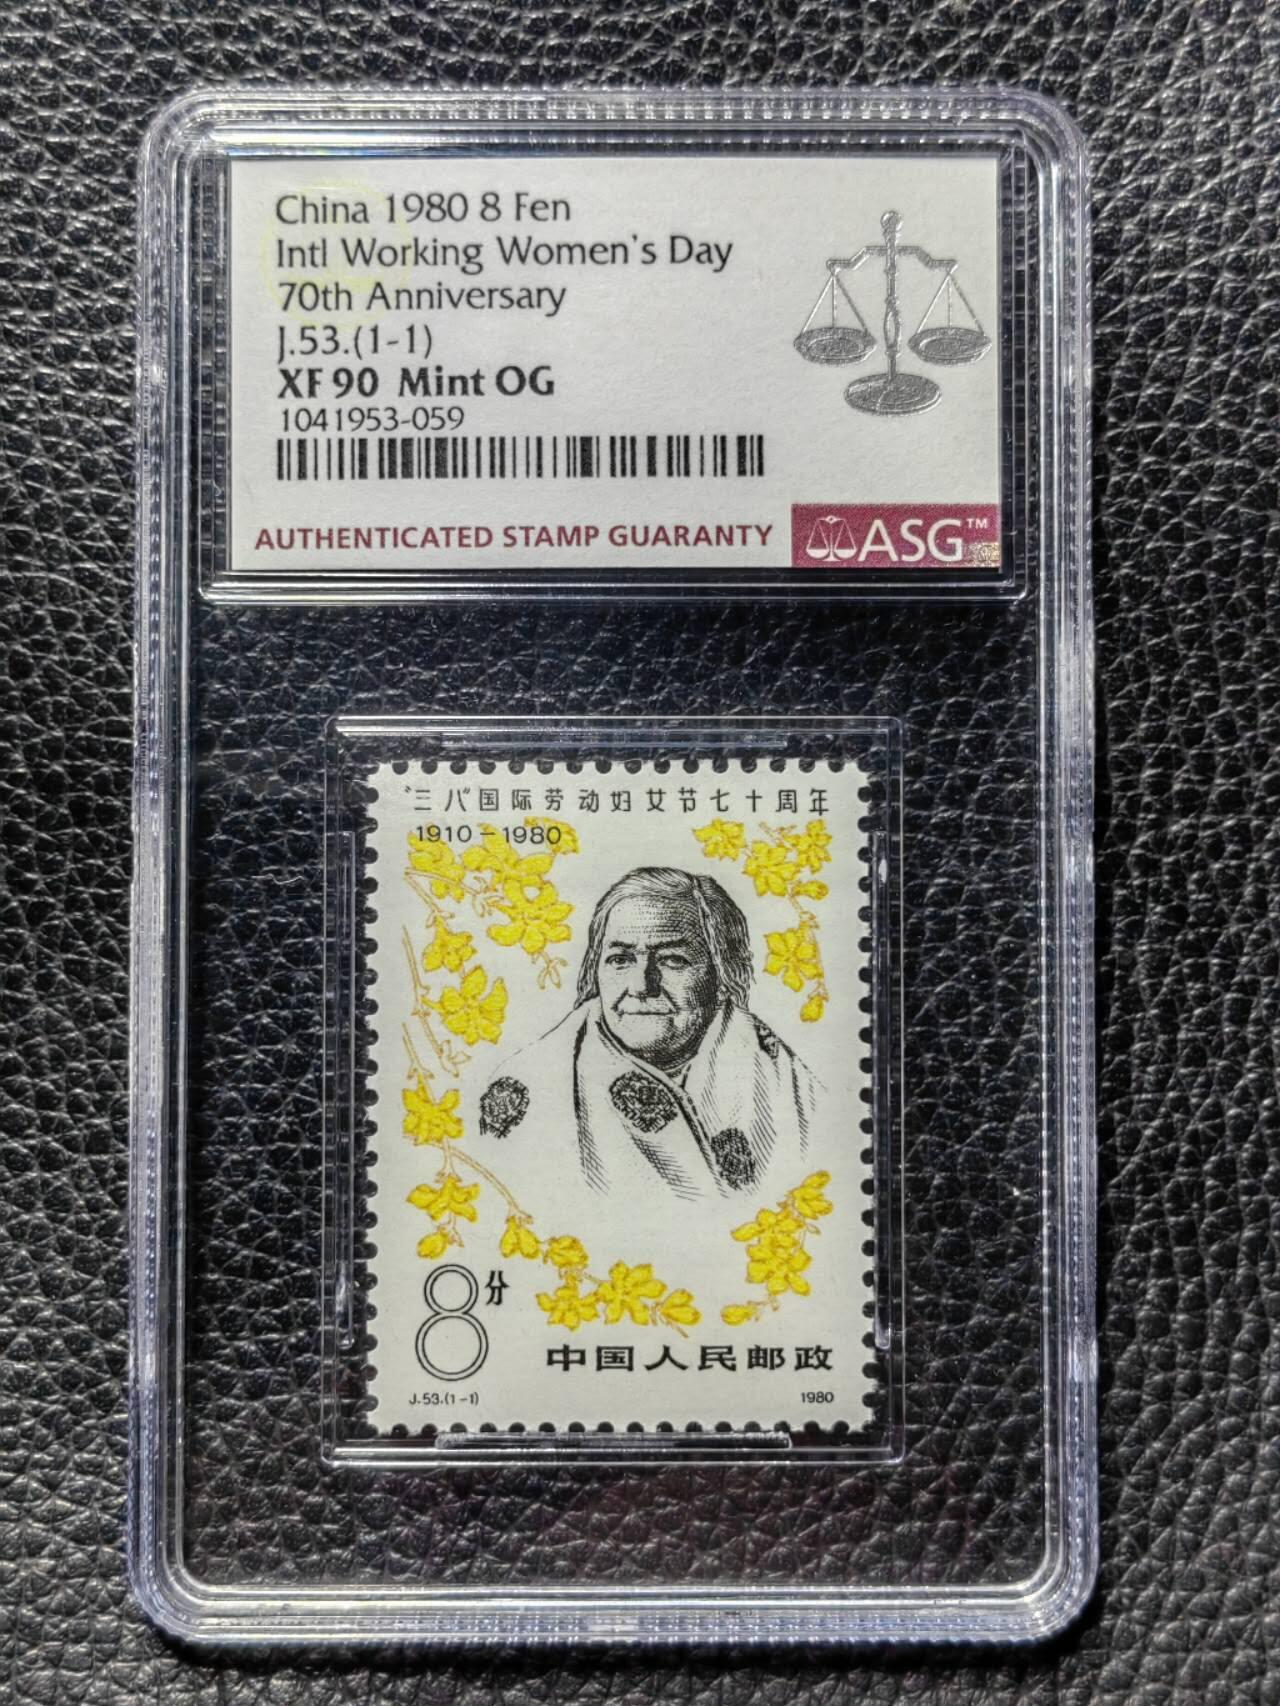 China 1980 8 Fen
Intl Working Women's Day
70th Anniversary
J.53.(1-1)
XF 90 Mint OG
1041953-059
AUTHENTICATED STAMP GUARANTY
ASG™
"三八"国际劳动妇女节七十周年
1910-1980
8分
中国人民邮政
J.53.(1-1)
1980